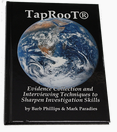 TapRooT®
Evidence Collection and
Interviewing Techniques to
Sharpen Investigation Skills
by Barb Phillips & Mark Paradies